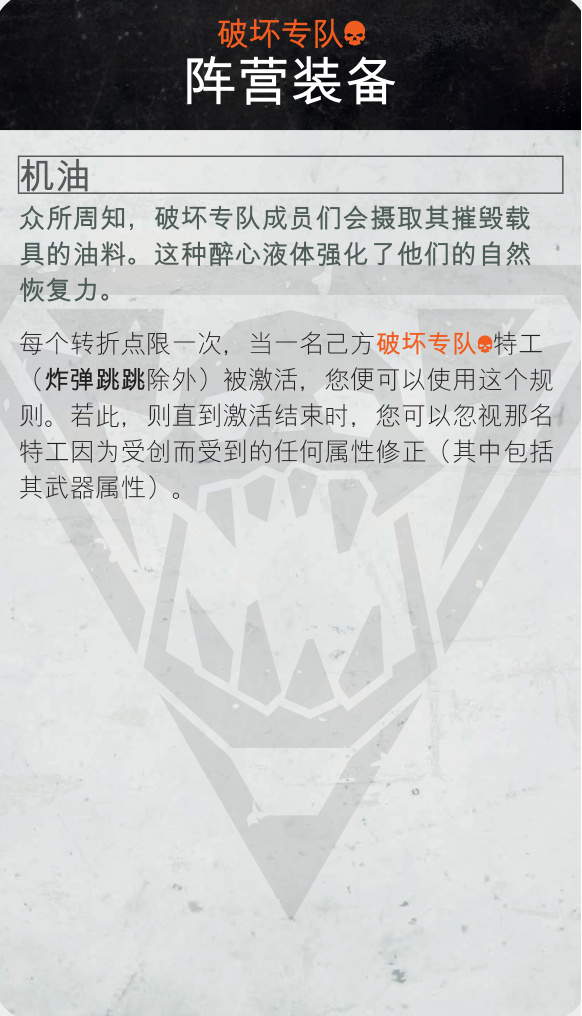 破坏专队
阵营装备
机油
众所周知，破坏专队成员们会摄取其摧毁载
具的油料。这种醉心液体强化了他们的自然
恢复力。
每个转折点限一次，当一名己方破坏专队特工
（炸弹跳跳除外）被激活，您便可以使用这个规
则。若此，则直到激活结束时，您可以忽视那名
特工因为受创而受到的任何属性修正（其中包括
其武器属性）。